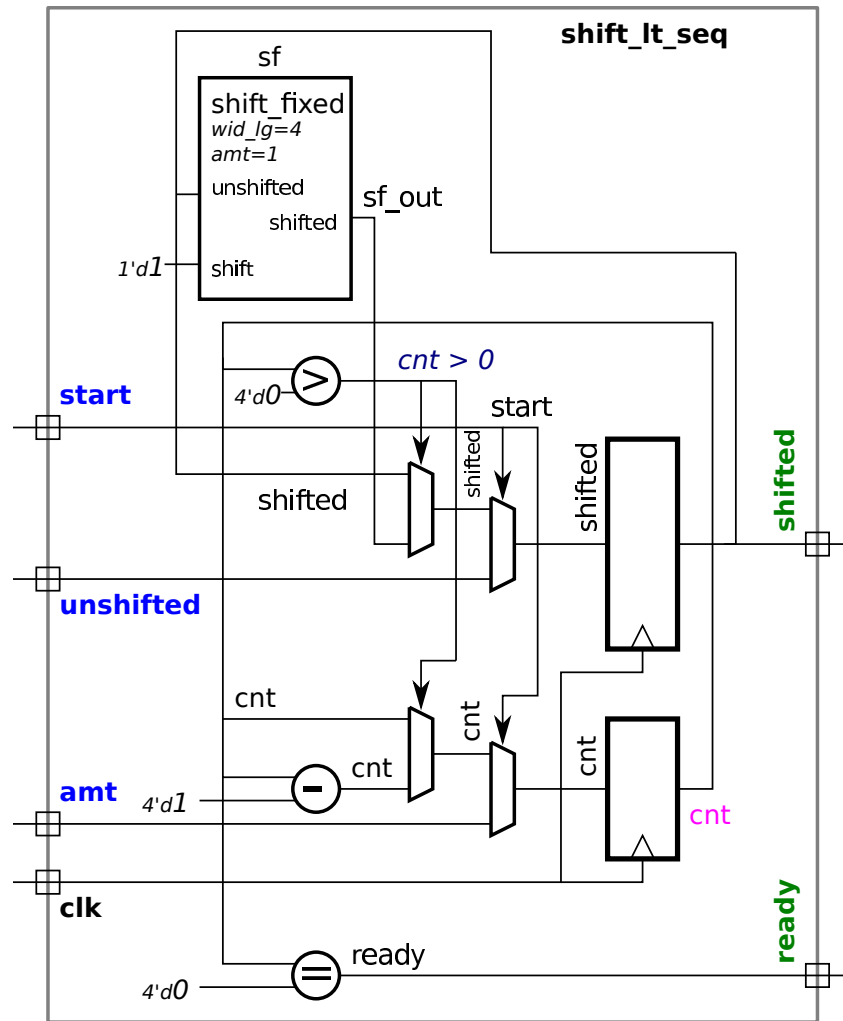 shift_lt_seq
sf
shift_fixed
wid_lg=4
amt=1
unshifted
sf_out
shifted
1'd1
shift
cnt > 0
>
start
4'd0
start
shifted
shifted
shifted
shifted
unshifted
cnt
cnt
cnt
cnt
-
amt
4'd1
cnt
clk
ready
ready
=
4'd0